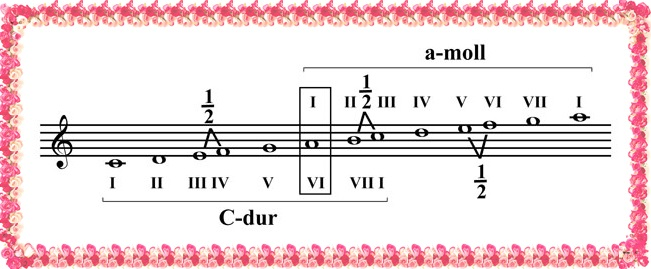 a-moll
I II 1/2 III IV V VI VII I
1/2
I II III IV V VI VII I
1/2
C-dur